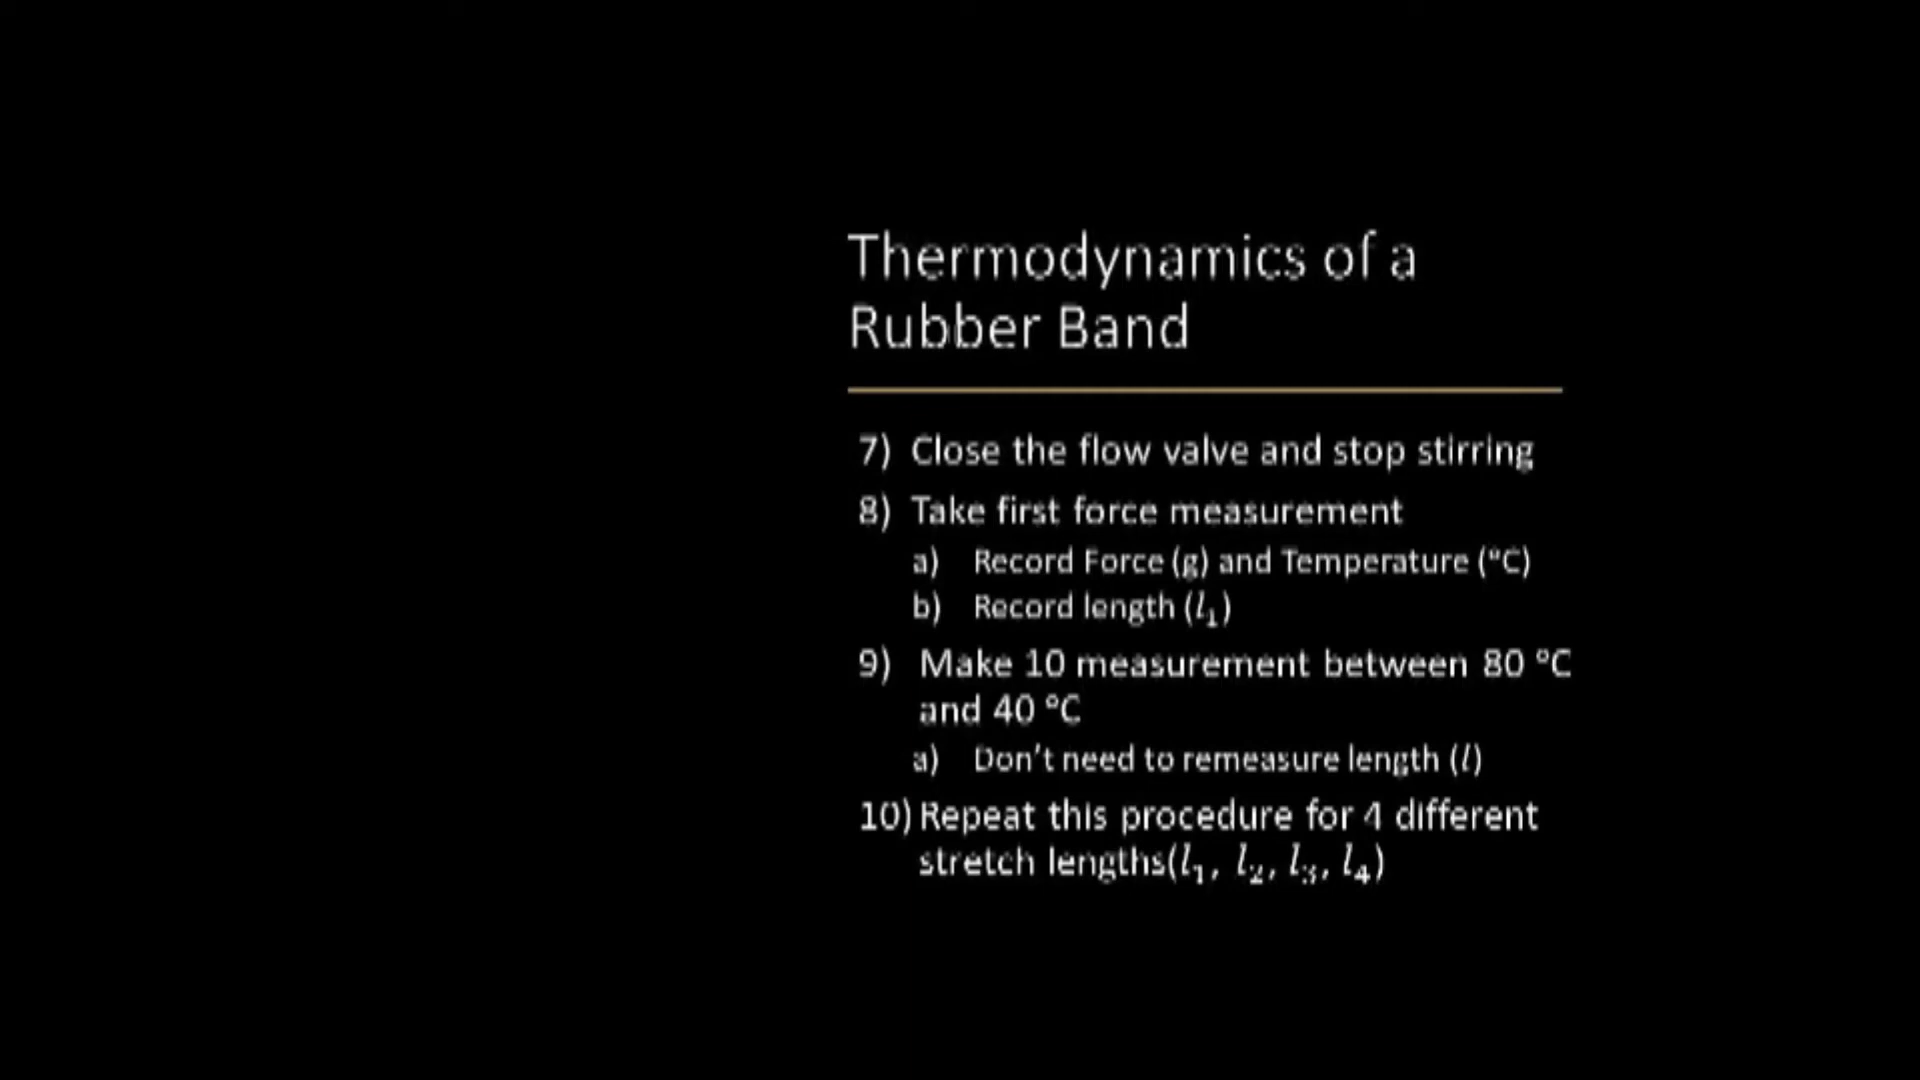 Thermodynamics of a
Rubber Band
7) Close the flow valve and stop stirring
8) Take first force measurement
a) Record Force (g) and Temperature (°C)
b) Record length (l₁)
9) Make 10 measurement between 80 °C
and 40 °C
a) Don't need to remeasure length (l)
10) Repeat this procedure for 4 different
stretch lengths(l₁, l₂, l₃, l₄)